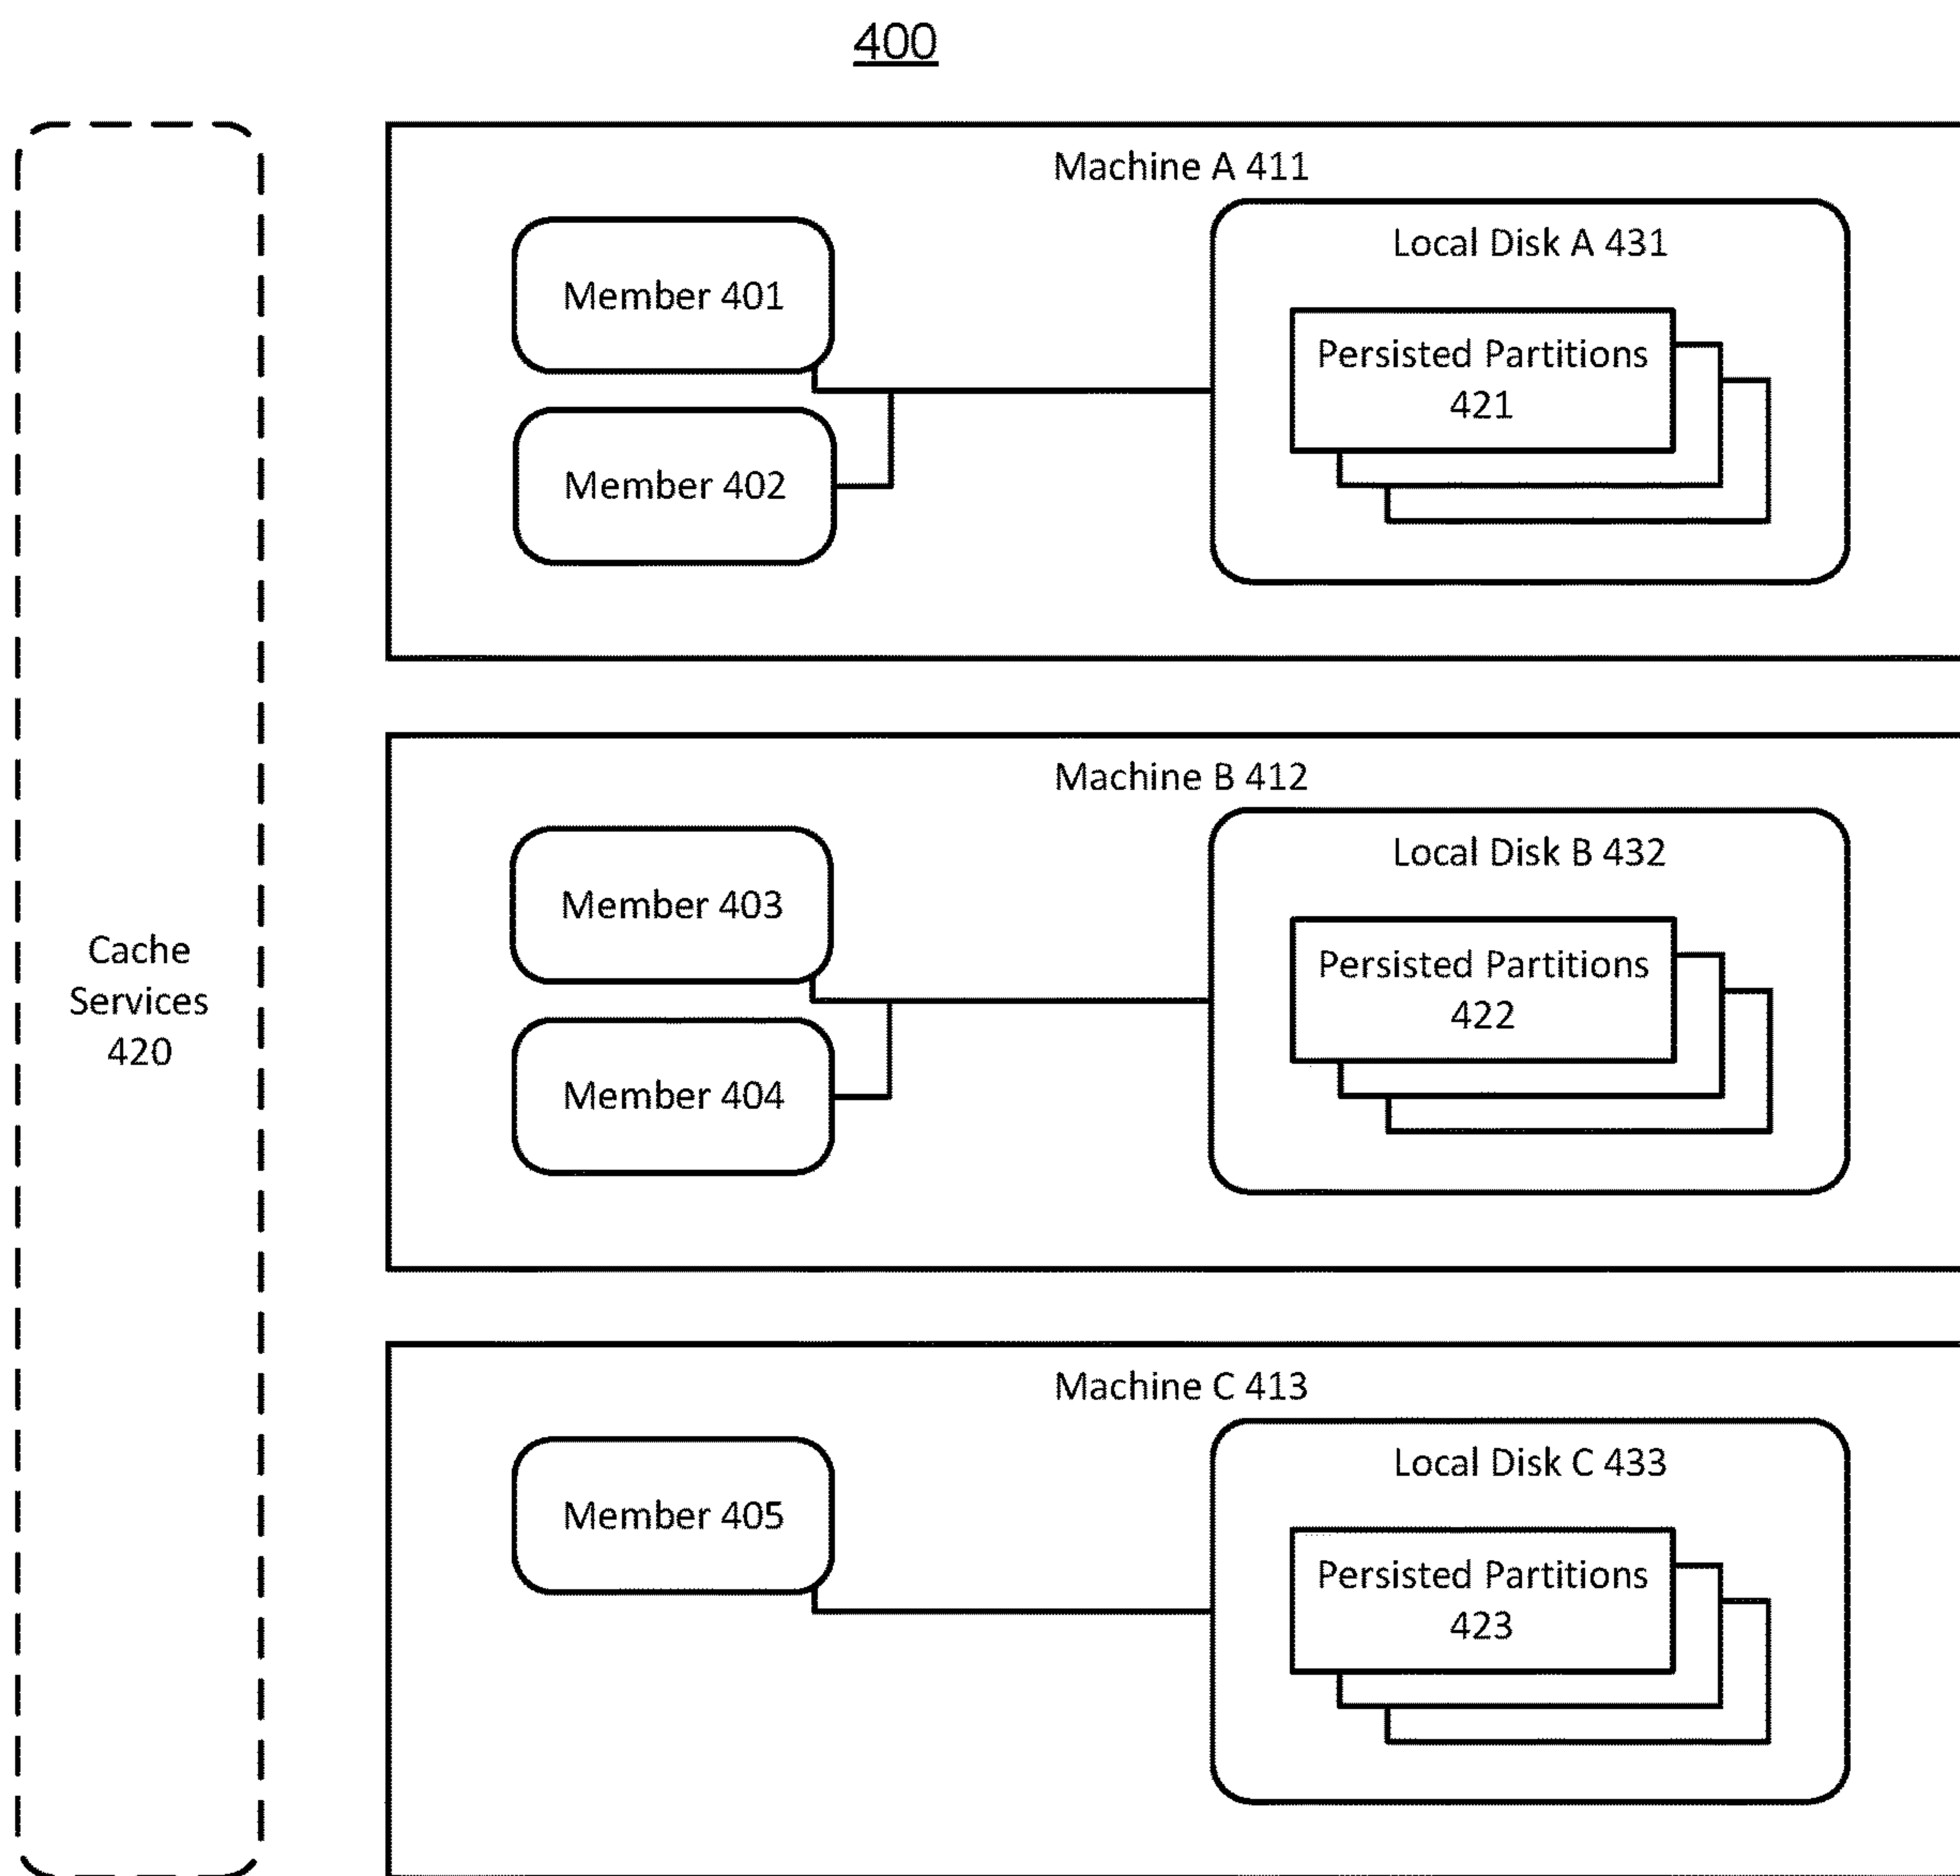 400
Cache
Services
420
Machine A 411
Member 401
Member 402
Local Disk A 431
Persisted Partitions
421
Machine B 412
Member 403
Member 404
Local Disk B 432
Persisted Partitions
422
Machine C 413
Member 405
Local Disk C 433
Persisted Partitions
423